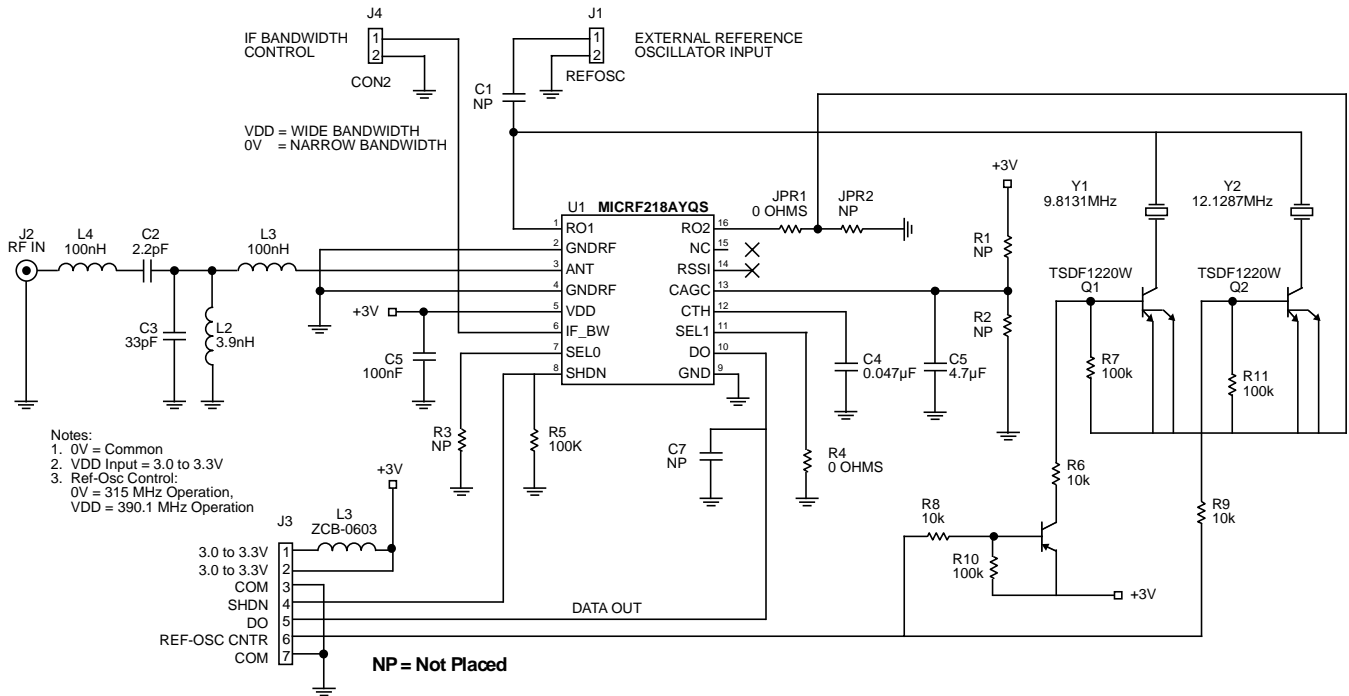 J4
J1
IF BANDWIDTH
CONTROL
1
2
CON2
1
2
REFOSC
EXTERNAL REFERENCE
OSCILLATOR INPUT
C1
NP
VDD = WIDE BANDWIDTH
0V = NARROW BANDWIDTH
+3V
Y1
9.8131MHz
Y2
12.1287MHz
JPR1
0 OHMS
JPR2
NP
U1 MICRF218AYQS
J2
RF IN
L4
100nH
C2
2.2pF
L3
100nH
1 RO1
2 GNDRF
3 ANT
4 GNDRF
5 VDD
6 IF_BW
7 SEL0
8 SHDN
RO2 16
NC 15
RSSI 14
CAGC 13
CTH 12
SEL1 11
DO 10
GND 9
R1
NP
R2
NP
TSDF1220W
Q1
TSDF1220W
Q2
+3V
C3
33pF
L2
3.9nH
C5
100nF
C4
0.047µF
C5
4.7µF
R7
100k
R11
100k
R3
NP
R5
100K
C7
NP
R4
0 OHMS
Notes:
1. 0V = Common
2. VDD Input = 3.0 to 3.3V
3. Ref-Osc Control:
0V = 315 MHz Operation,
VDD = 390.1 MHz Operation
+3V
R6
10k
R8
10k
R9
10k
R10
100k
+3V
J3
L3
ZCB-0603
3.0 to 3.3V 1
3.0 to 3.3V 2
COM 3
SHDN 4
DO 5
REF-OSC CNTR 6
COM 7
DATA OUT
NP = Not Placed